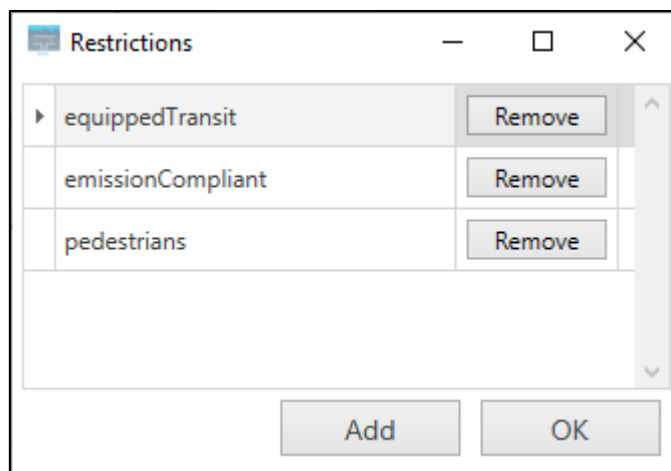 Restrictions
equippedTransit Remove
emissionCompliant Remove
pedestrians Remove
Add OK